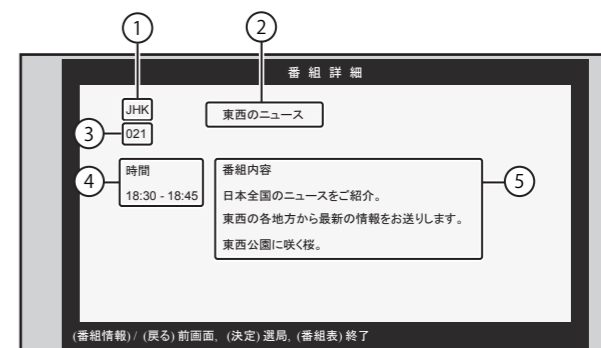 1
2
番組詳細
JHK
東西のニュース
3
021
4
時間
18:30 - 18:45
番組内容
日本全国のニュースをご紹介。
東西の各地方から最新の情報をお送りします。
東西公園に咲く桜。
5
(番組情報) / (戻る) 前画面, (決定) 選局, (番組表) 終了